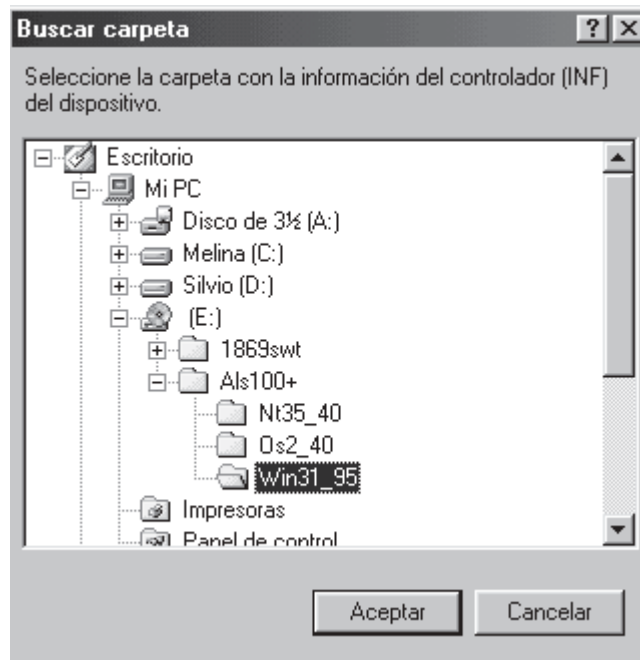 Buscar carpeta
Seleccione la carpeta con la información del controlador (INF)
del dispositivo.
Escritorio
Mi PC
Disco de 3½ (A:)
Melina (C:)
Silvio (D:)
(E:)
1869swt
Als100+
Nt35_40
Os2_40
Win31_95
Impresoras
Panel de control
Aceptar Cancelar